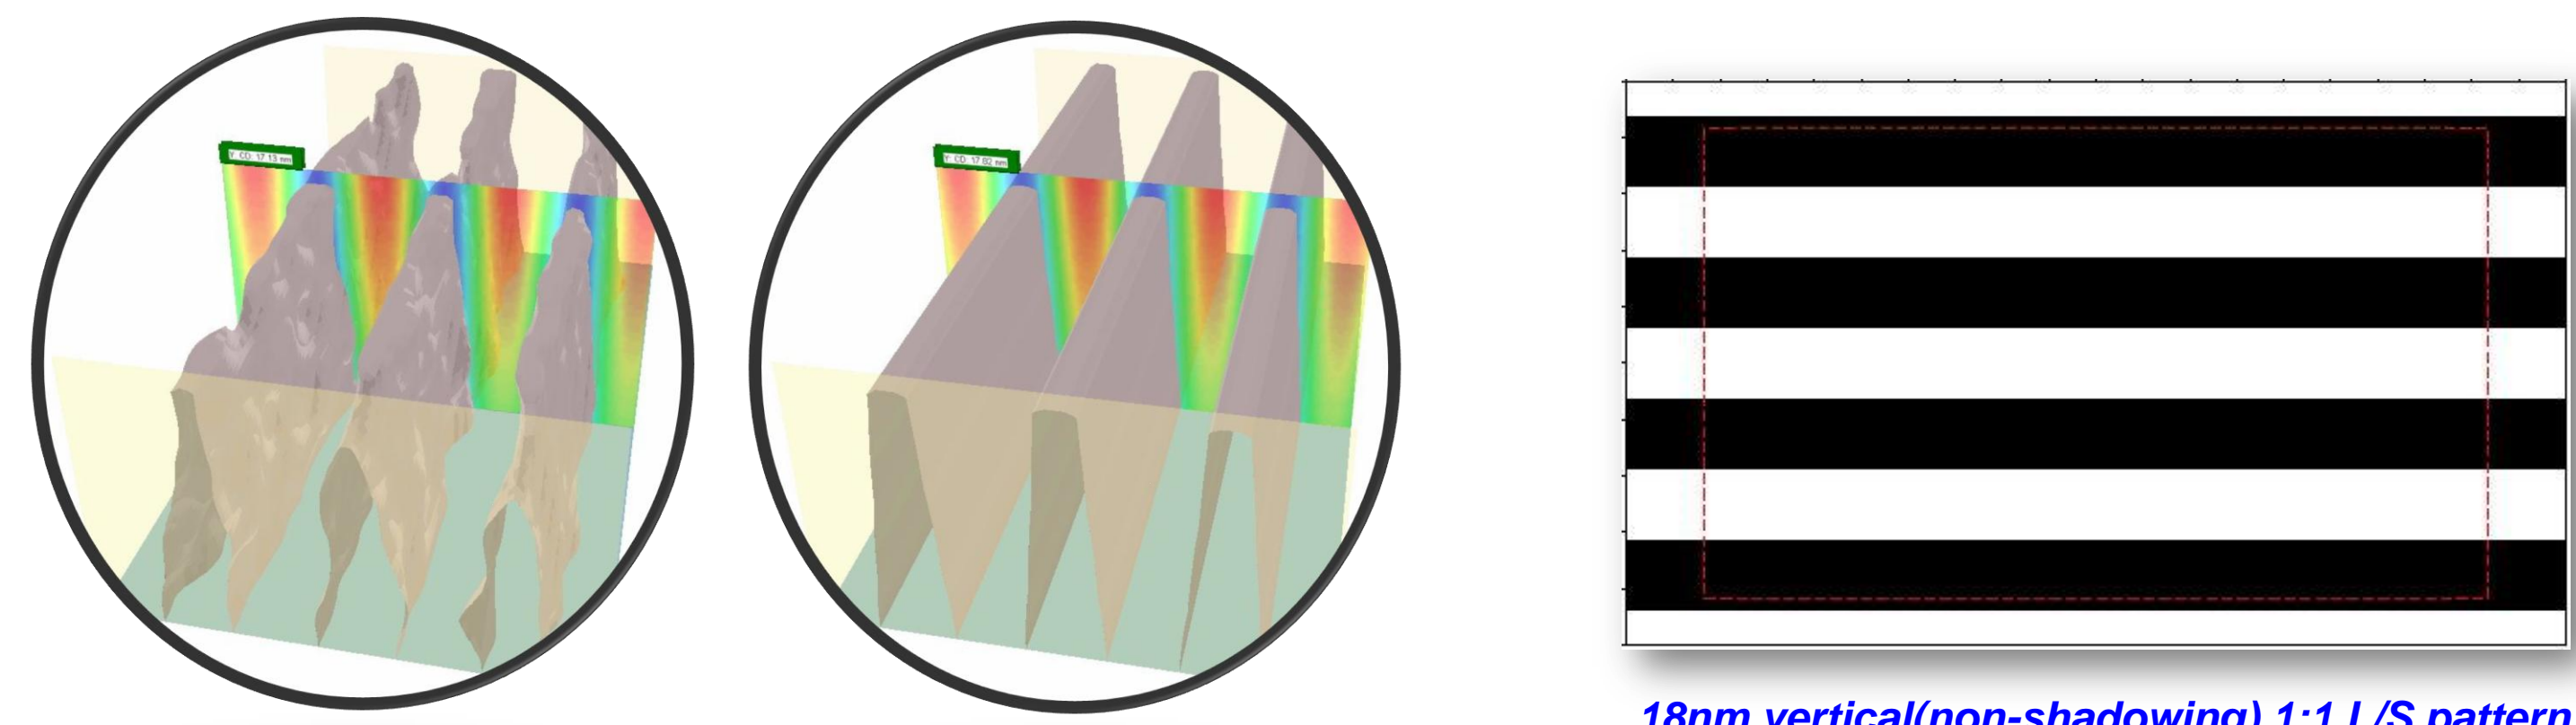 Y CD: 17.13 nm
Y: CD: 17.82 nm
18nm vertical(non-shadowing) 1:1 L/S pattern